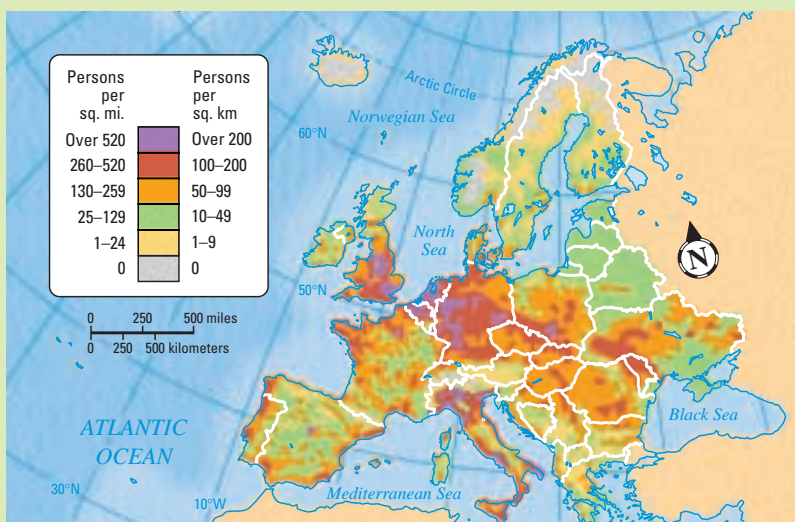 Persons per sq. mi.
Persons per sq. km
Over 520 Over 200
260–520 100–200
130–259 50–99
25–129 10–49
1–24 1–9
0 0
0 250 500 miles
0 250 500 kilometers
Arctic Circle
Norwegian Sea
60°N
North
Sea
N
50°N
ATLANTIC
OCEAN
Black Sea
30°N
10°W
Mediterranean Sea